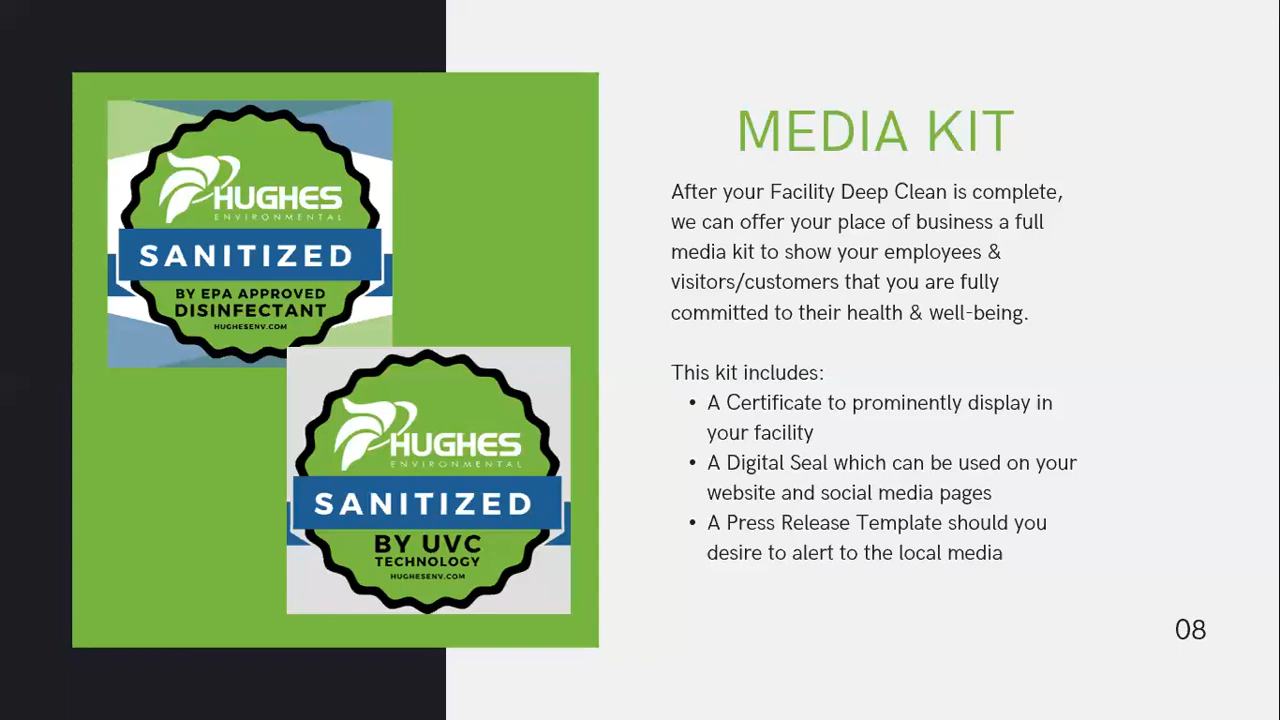 HUGHES
ENVIRONMENTAL
SANITIZED
BY EPA APPROVED
DISINFECTANT
HUGHESENV.COM
HUGHES
ENVIRONMENTAL
SANITIZED
BY UVC
TECHNOLOGY
HUGHESENV.COM
MEDIA KIT
After your Facility Deep Clean is complete,
we can offer your place of business a full
media kit to show your employees &
visitors/customers that you are fully
committed to their health & well-being.
This kit includes:
• A Certificate to prominently display in
your facility
• A Digital Seal which can be used on your
website and social media pages
• A Press Release Template should you
desire to alert to the local media
08